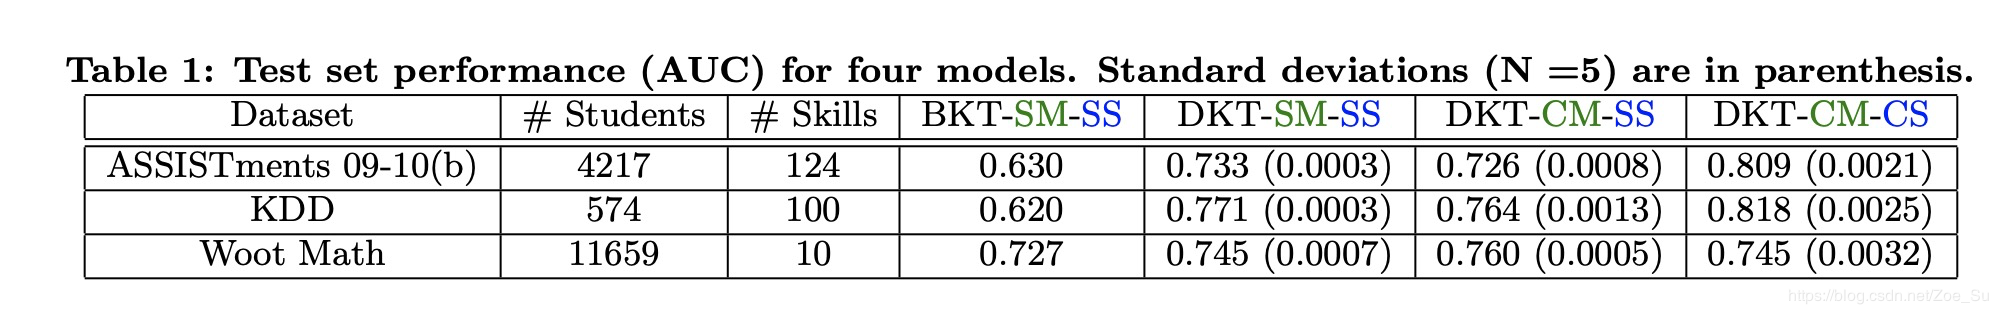 Table 1: Test set performance (AUC) for four models. Standard deviations (N =5) are in parenthesis.
Dataset # Students # Skills BKT-SM-SS DKT-SM-SS DKT-CM-SS DKT-CM-CS
ASSISTments 09-10(b) 4217 124 0.630 0.733 (0.0003) 0.726 (0.0008) 0.809 (0.0021)
KDD 574 100 0.620 0.771 (0.0003) 0.764 (0.0013) 0.818 (0.0025)
Woot Math 11659 10 0.727 0.745 (0.0007) 0.760 (0.0005) 0.745 (0.0032)
https://blog.csdn.net/Zoe_Su